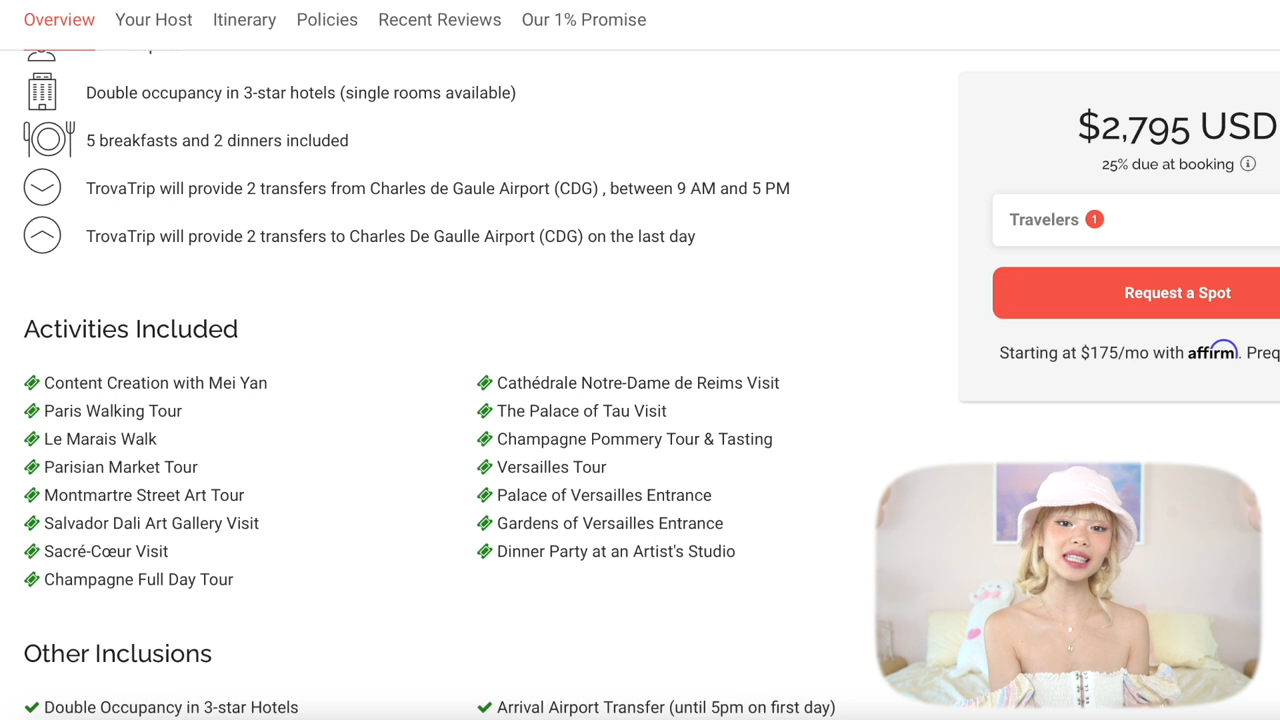 Overview Your Host Itinerary Policies Recent Reviews Our 1% Promise
Double occupancy in 3-star hotels (single rooms available)
5 breakfasts and 2 dinners included
TrovaTrip will provide 2 transfers from Charles de Gaule Airport (CDG) , between 9 AM and 5 PM
TrovaTrip will provide 2 transfers to Charles De Gaulle Airport (CDG) on the last day
$2,795 USD
25% due at booking
Travelers 1
Request a Spot
Starting at $175/mo with affirm. Preq
Activities Included
Content Creation with Mei Yan
Paris Walking Tour
Le Marais Walk
Parisian Market Tour
Montmartre Street Art Tour
Salvador Dali Art Gallery Visit
Sacré-Cœur Visit
Champagne Full Day Tour
Cathédrale Notre-Dame de Reims Visit
The Palace of Tau Visit
Champagne Pommery Tour & Tasting
Versailles Tour
Palace of Versailles Entrance
Gardens of Versailles Entrance
Dinner Party at an Artist's Studio
Other Inclusions
Double Occupancy in 3-star Hotels
Arrival Airport Transfer (until 5pm on first day)